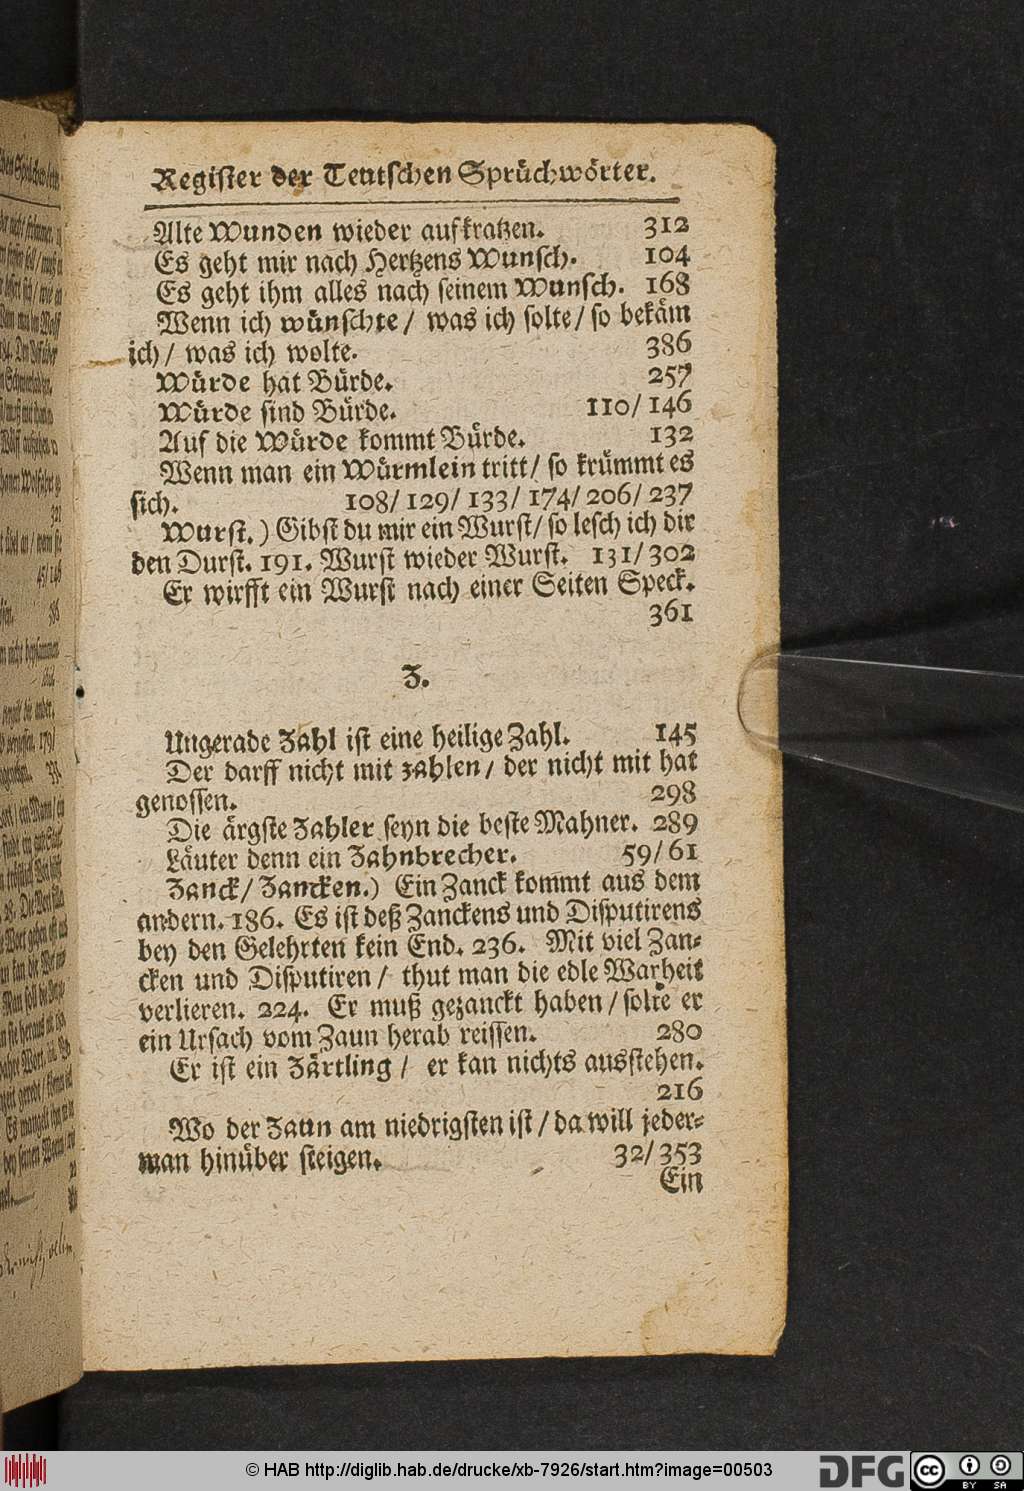 Register der Teutschen Sprüchwörter.
Alte Wunden wieder aufkratzen. 312
Es geht mir nach Hertzens Wunsch. 104
Es geht ihm alles nach seinem Wunsch. 168
Wenn ich wünschte / was ich solte / so bekäm
ich / was ich wolte. 386
Würde hat Bürde. 257
Würde sind Bürde. 110/146
Auf die Würde kommt Bürde. 132
Wenn man ein Würmlein tritt / so krümmt es
sich. 108/129/133/174/206/237
Wurst.) Gibst du mir ein Wurst / so lesch ich dir
den Durst. 191. Wurst wieder Wurst. 131/302
Er wirfft ein Wurst nach einer Seiten Speck.
361
Z.
Ungerade Zahl ist eine heilige Zahl. 145
Der darff nicht mit zahlen / der nicht mit hat
genossen. 298
Die ärgste Zahler seyn die beste Mahner. 289
Läuter denn ein Zahnbrecher. 59/61
Zanck / Zancken.) Ein Zanck kommt aus dem
andern. 186. Es ist deß Zanckens und Disputirens
bey den Gelehrten kein End. 236. Mit viel Zan-
cken und Disputiren / thut man die edle Warheit
verlieren. 224. Er muß gezanckt haben / solte er
ein Ursach vom Zaun herab reissen. 280
Er ist ein Zärtling / er kan nichts ausstehen.
216
Wo der Zaun am niedrigsten ist / da will jeder-
man hinüber steigen. 32/353
Ein
© HAB http://diglib.hab.de/drucke/xb-7926/start.htm?image=00503
DFG
cc BY SA